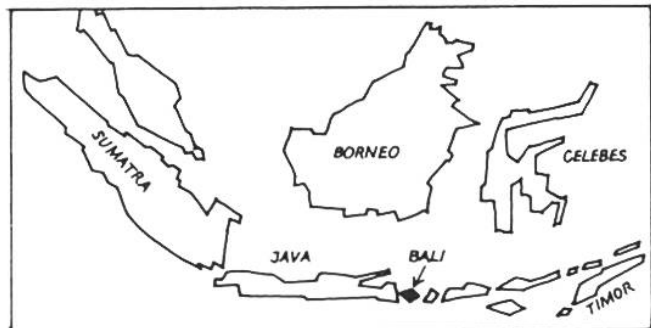 SUMATRA
BORNEO
CELEBES
JAVA
BALI
TIMOR